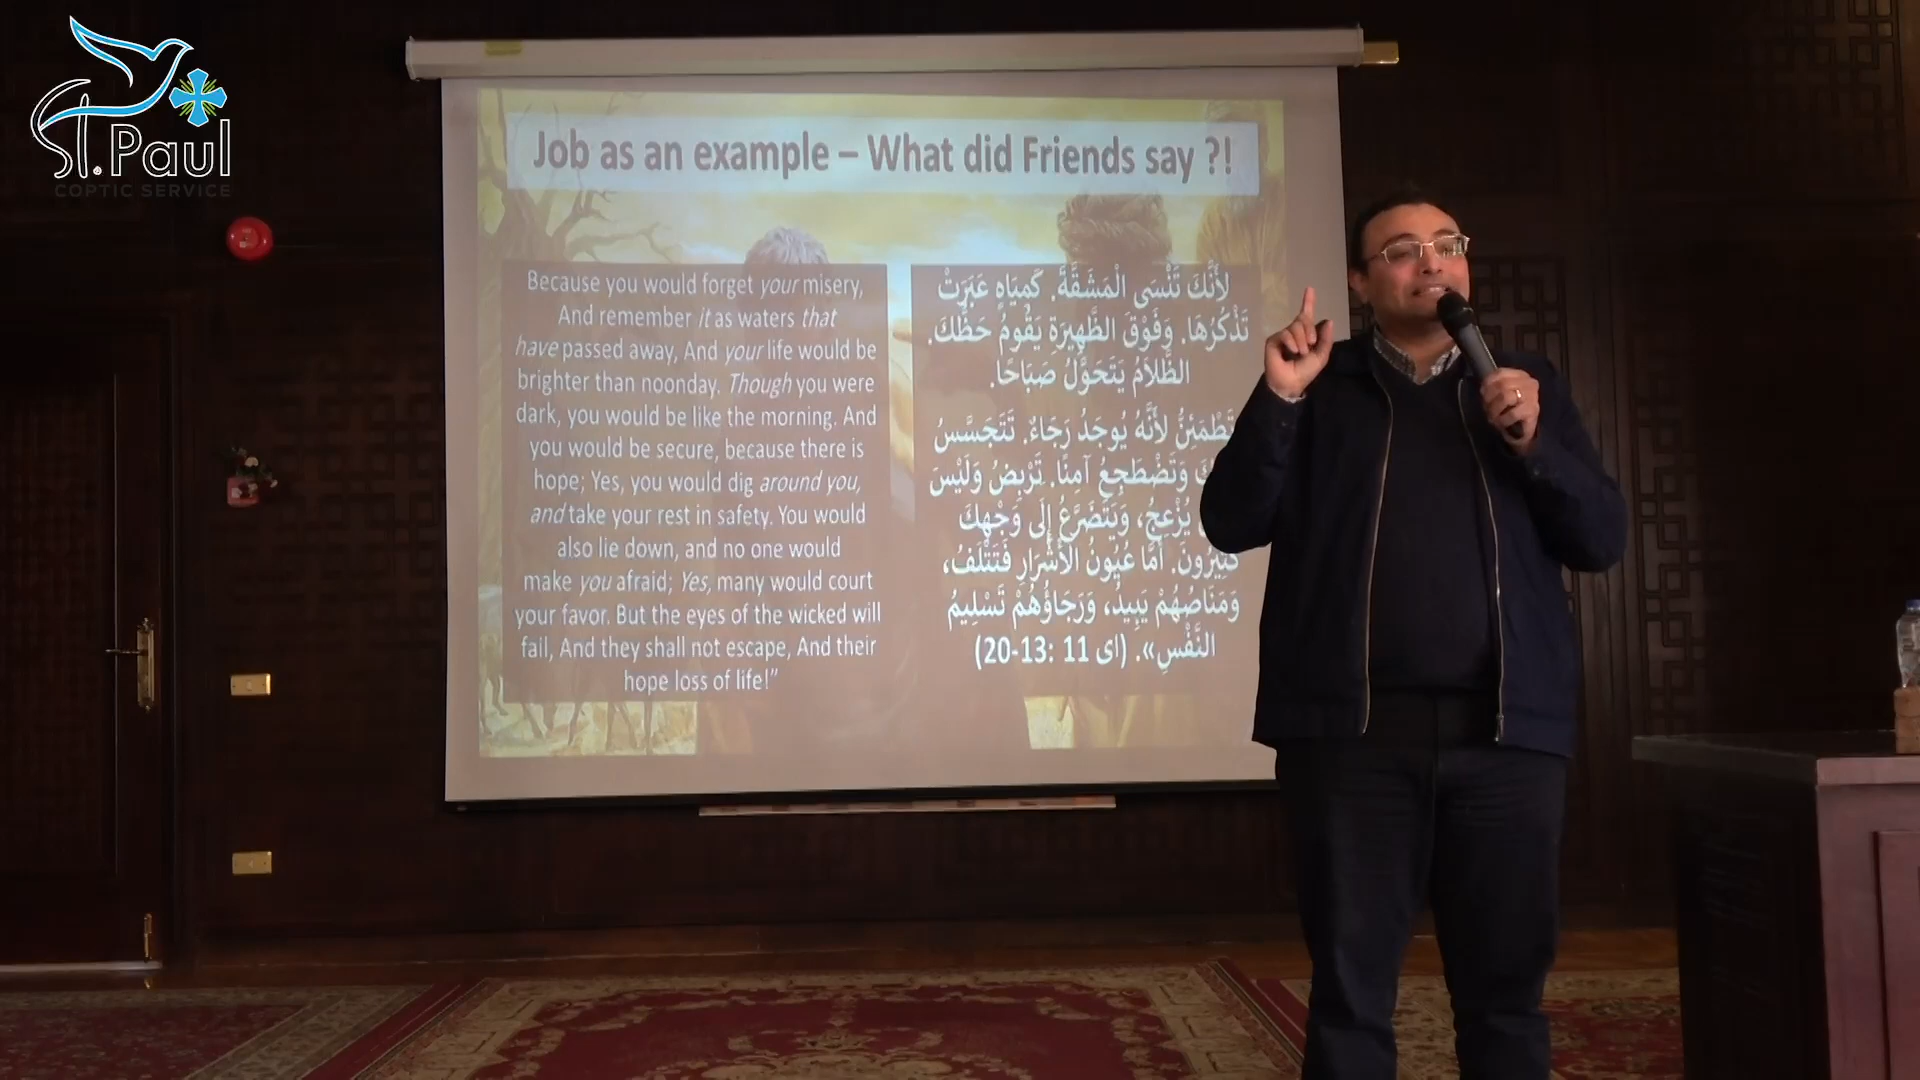 St.Paul
COPTIC SERVICE
Job as an example – What did Friends say ?!
Because you would forget your misery,
And remember it as waters that
have passed away, And your life would be
brighter than noonday. Though you were
dark, you would be like the morning. And
you would be secure, because there is
hope; Yes, you would dig around you,
and take your rest in safety. You would
also lie down, and no one would
make you afraid; Yes, many would court
your favor. But the eyes of the wicked will
fail, And they shall not escape, And their
hope loss of life!”
لأَنَّكَ تَنْسَى الْمَشَقَّةَ. كَمِيَاهٍ عَبَرَتْ
تَذْكُرُهَا. وَفَوْقَ الظَّهِيرَةِ يَقُومُ حَظُّكَ.
الظَّلاَمُ يَتَحَوَّلُ صَبَاحًا.
تَطْمَئِنُّ لأَنَّهُ يُوجَدُ رَجَاءٌ. تَتَجَسَّسُ
وَتَضْطَجِعُ آمِنًا. تَرْبِضُ وَلَيْسَ
يُزْعِجُ، وَيَتَضَرَّعُ إِلَى وَجْهِكَ
كَثِيرُونَ. أَمَّا عُيُونُ الأَشْرَارِ فَتَتْلَفُ،
وَمَنَاصُهُمْ يَبِيدُ، وَرَجَاؤُهُمْ تَسْلِيمُ
النَّفْسِ». (اى 11 :13-20)